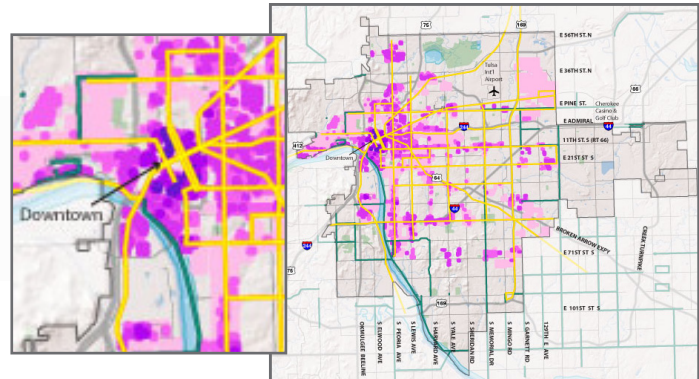 Downtown
75
169
E 56TH ST. N
Tulsa
Int'l
Airport
E 36TH ST. N
66
E PINE ST.
Cherokee
Casino &
Golf Club
E ADMIRAL
44
244
412
11TH ST. S (RT 66)
Downtown
E 21ST ST S
64
44
BROKEN ARROW EXPY
CREEK TURNPIKE
244
E 71ST ST S
75
169
E 101ST ST S
OKMULGEE BEELINE
S ELWOOD AVE
S PEORIA AVE
S LEWIS AVE
S HARVARD AVE
S YALE AVE
S SHERIDAN RD
S MEMORIAL DR
S MINGO RD
S GARNETT RD
129TH E. AVE